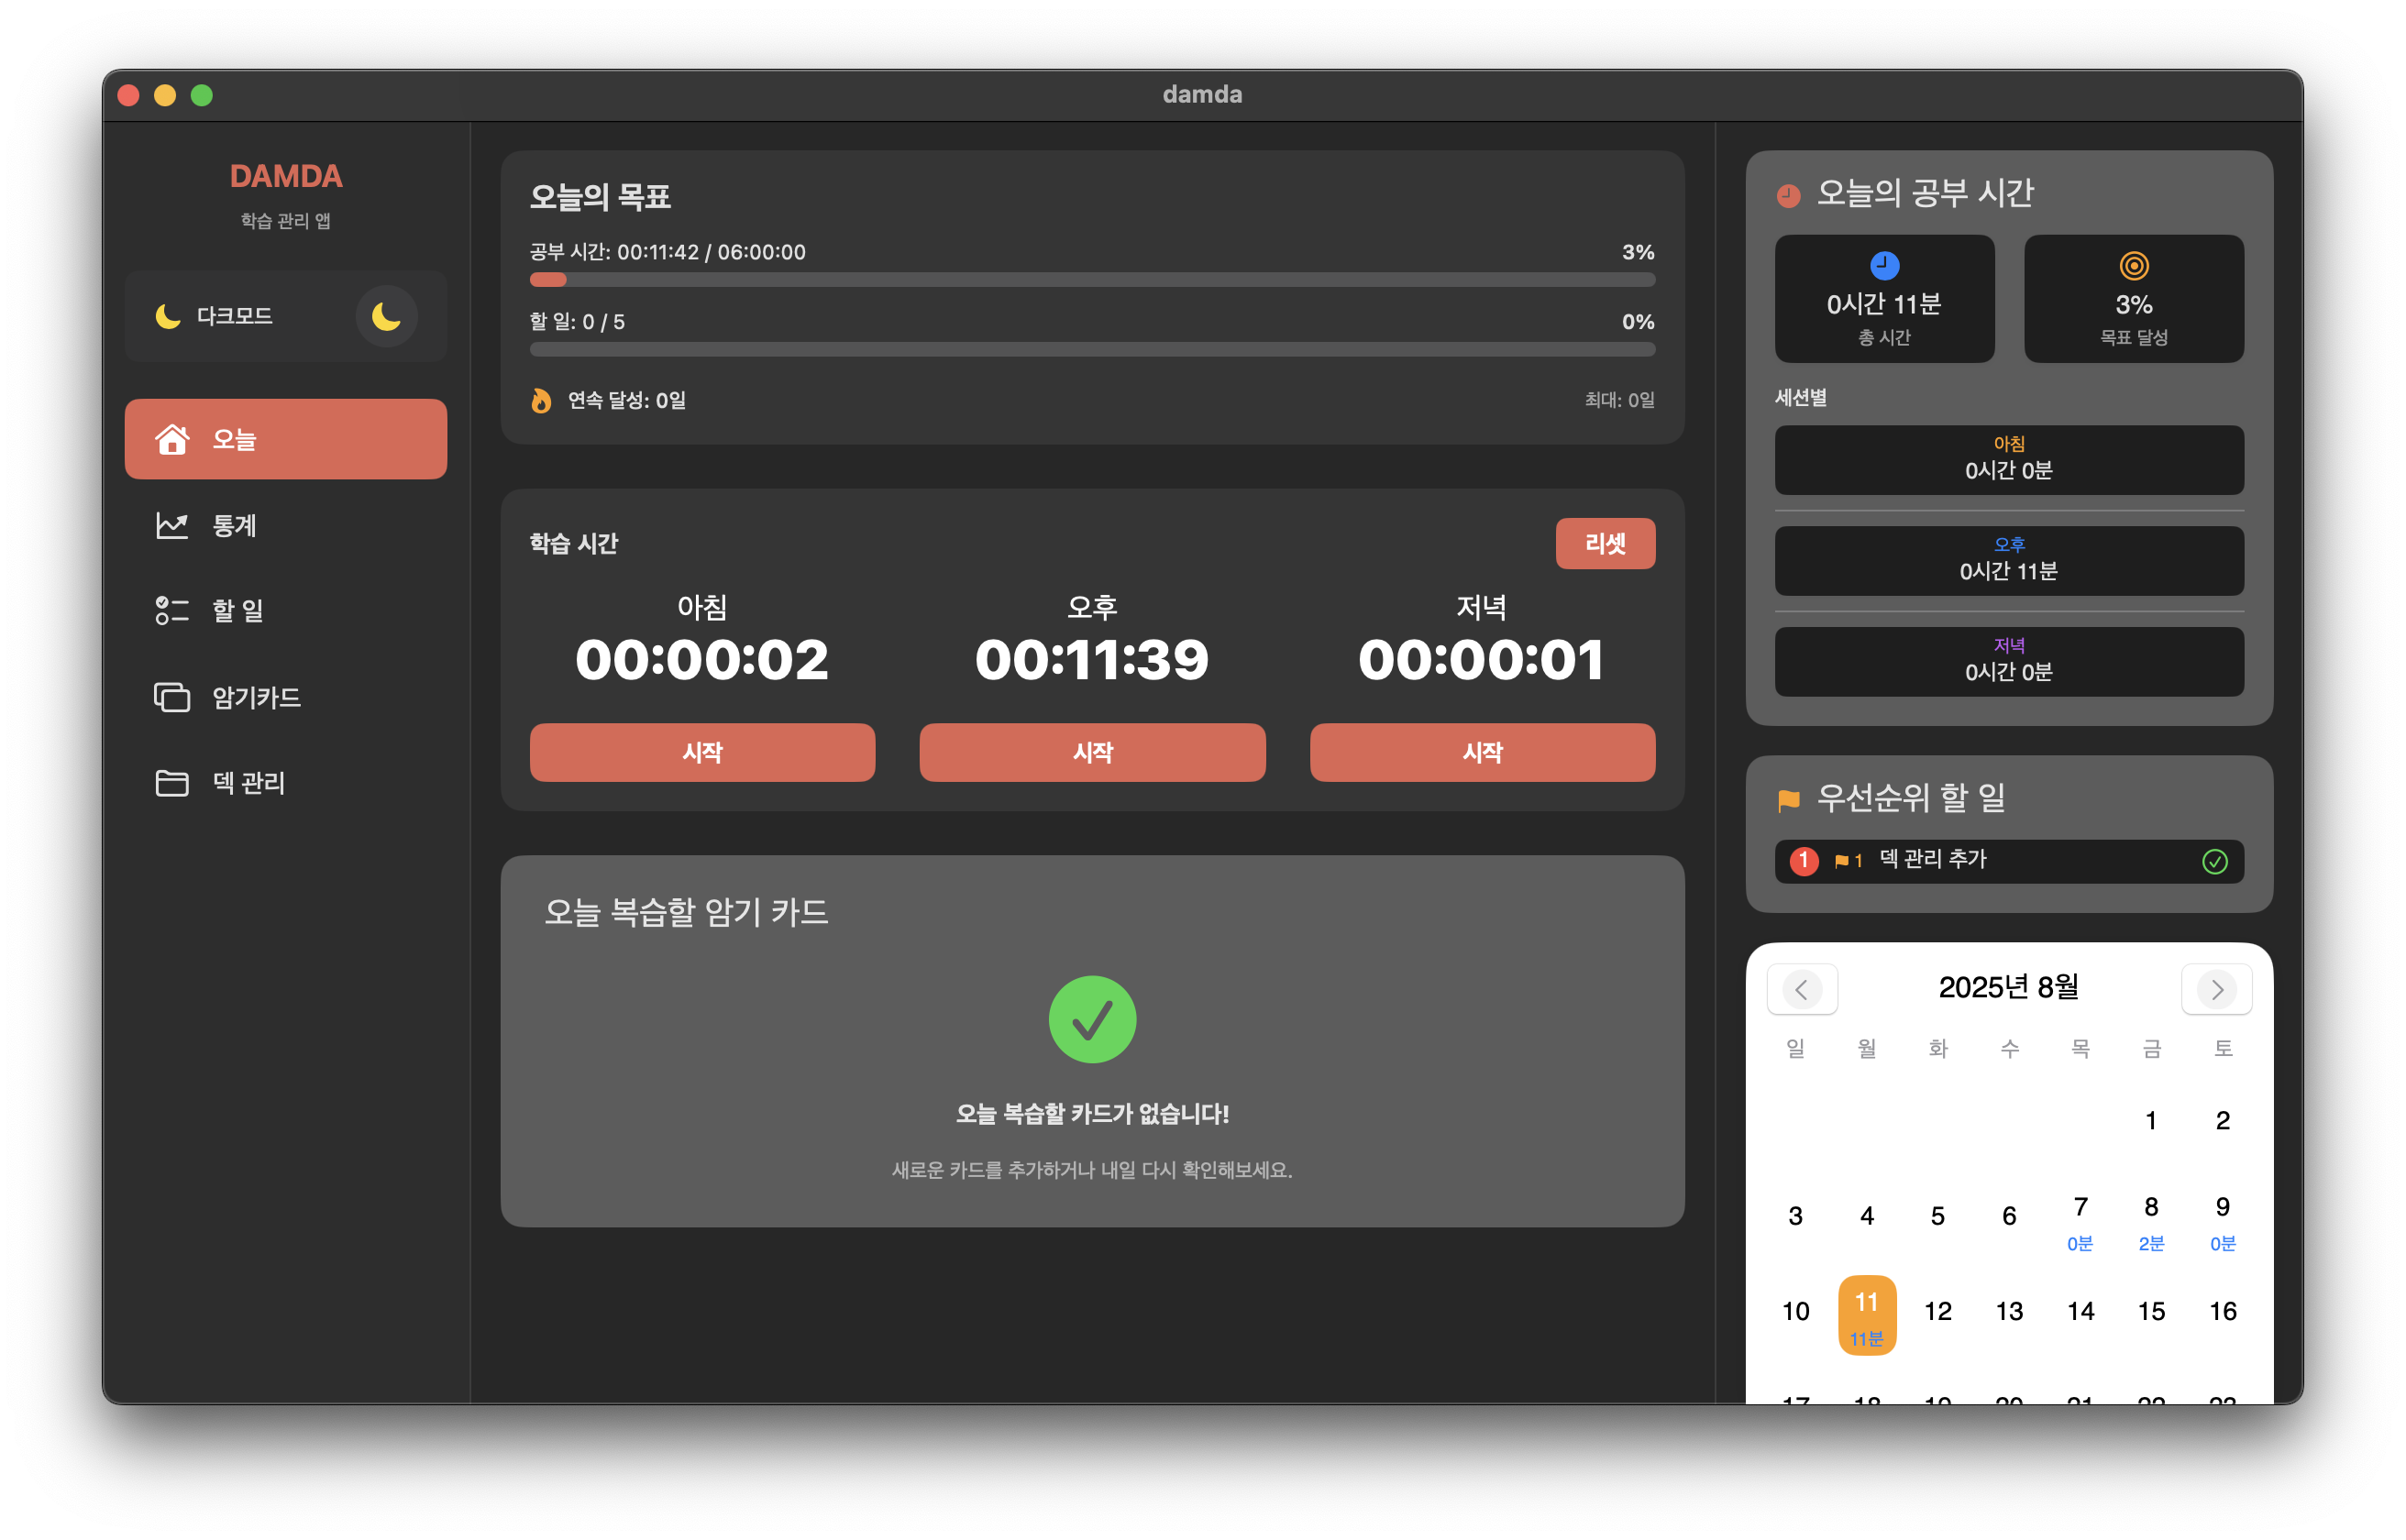 damda
DAMDA
학습 관리 앱
다크모드
오늘
통계
할 일
암기카드
덱 관리
오늘의 목표
공부 시간: 00:11:42 / 06:00:00 3%
할 일: 0 / 5 0%
연속 달성: 0일 최대: 0일
학습 시간 리셋
아침 오후 저녁
00:00:02 00:11:39 00:00:01
시작 시작 시작
오늘 복습할 암기 카드
오늘 복습할 카드가 없습니다!
새로운 카드를 추가하거나 내일 다시 확인해보세요.
오늘의 공부 시간
0시간 11분 3%
총 시간 목표 달성
세션별
아침
0시간 0분
오후
0시간 11분
저녁
0시간 0분
우선순위 할 일
1 1 덱 관리 추가
2025년 8월
일 월 화 수 목 금 토
1 2
3 4 5 6 7 8 9
0분 2분 0분
10 11 12 13 14 15 16
11분
17 18 19 20 21 22 23